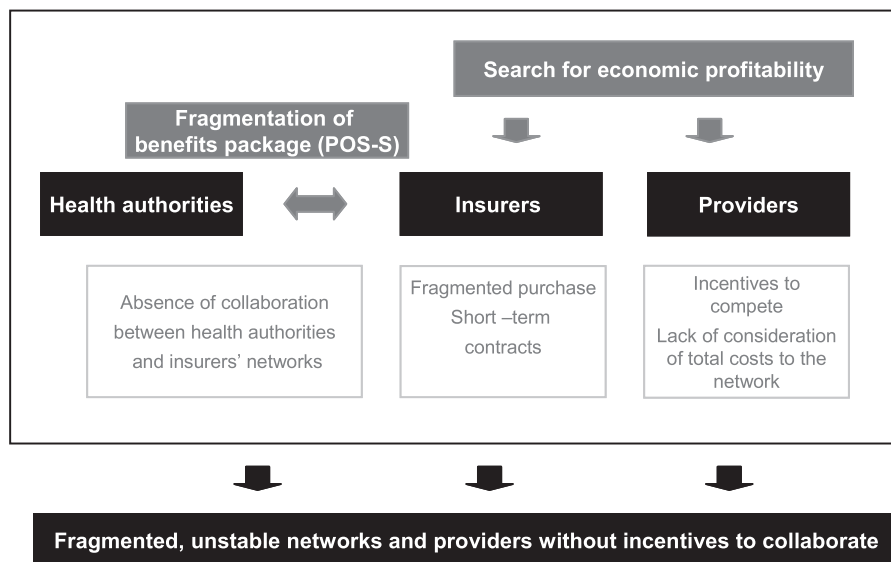 Search for economic profitability
Fragmentation of
benefits package (POS-S)
Health authorities
Insurers
Providers
Absence of collaboration
between health authorities
and insurers’ networks
Fragmented purchase
Short –term
contracts
Incentives to
compete
Lack of consideration
of total costs to the
network
Fragmented, unstable networks and providers without incentives to collaborate